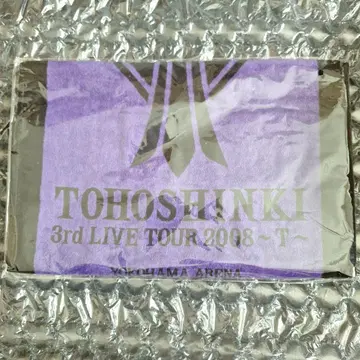 TOHOSHINKI
3rd LIVE TOUR 2008 ~T~
YOKOHAMA ARENA